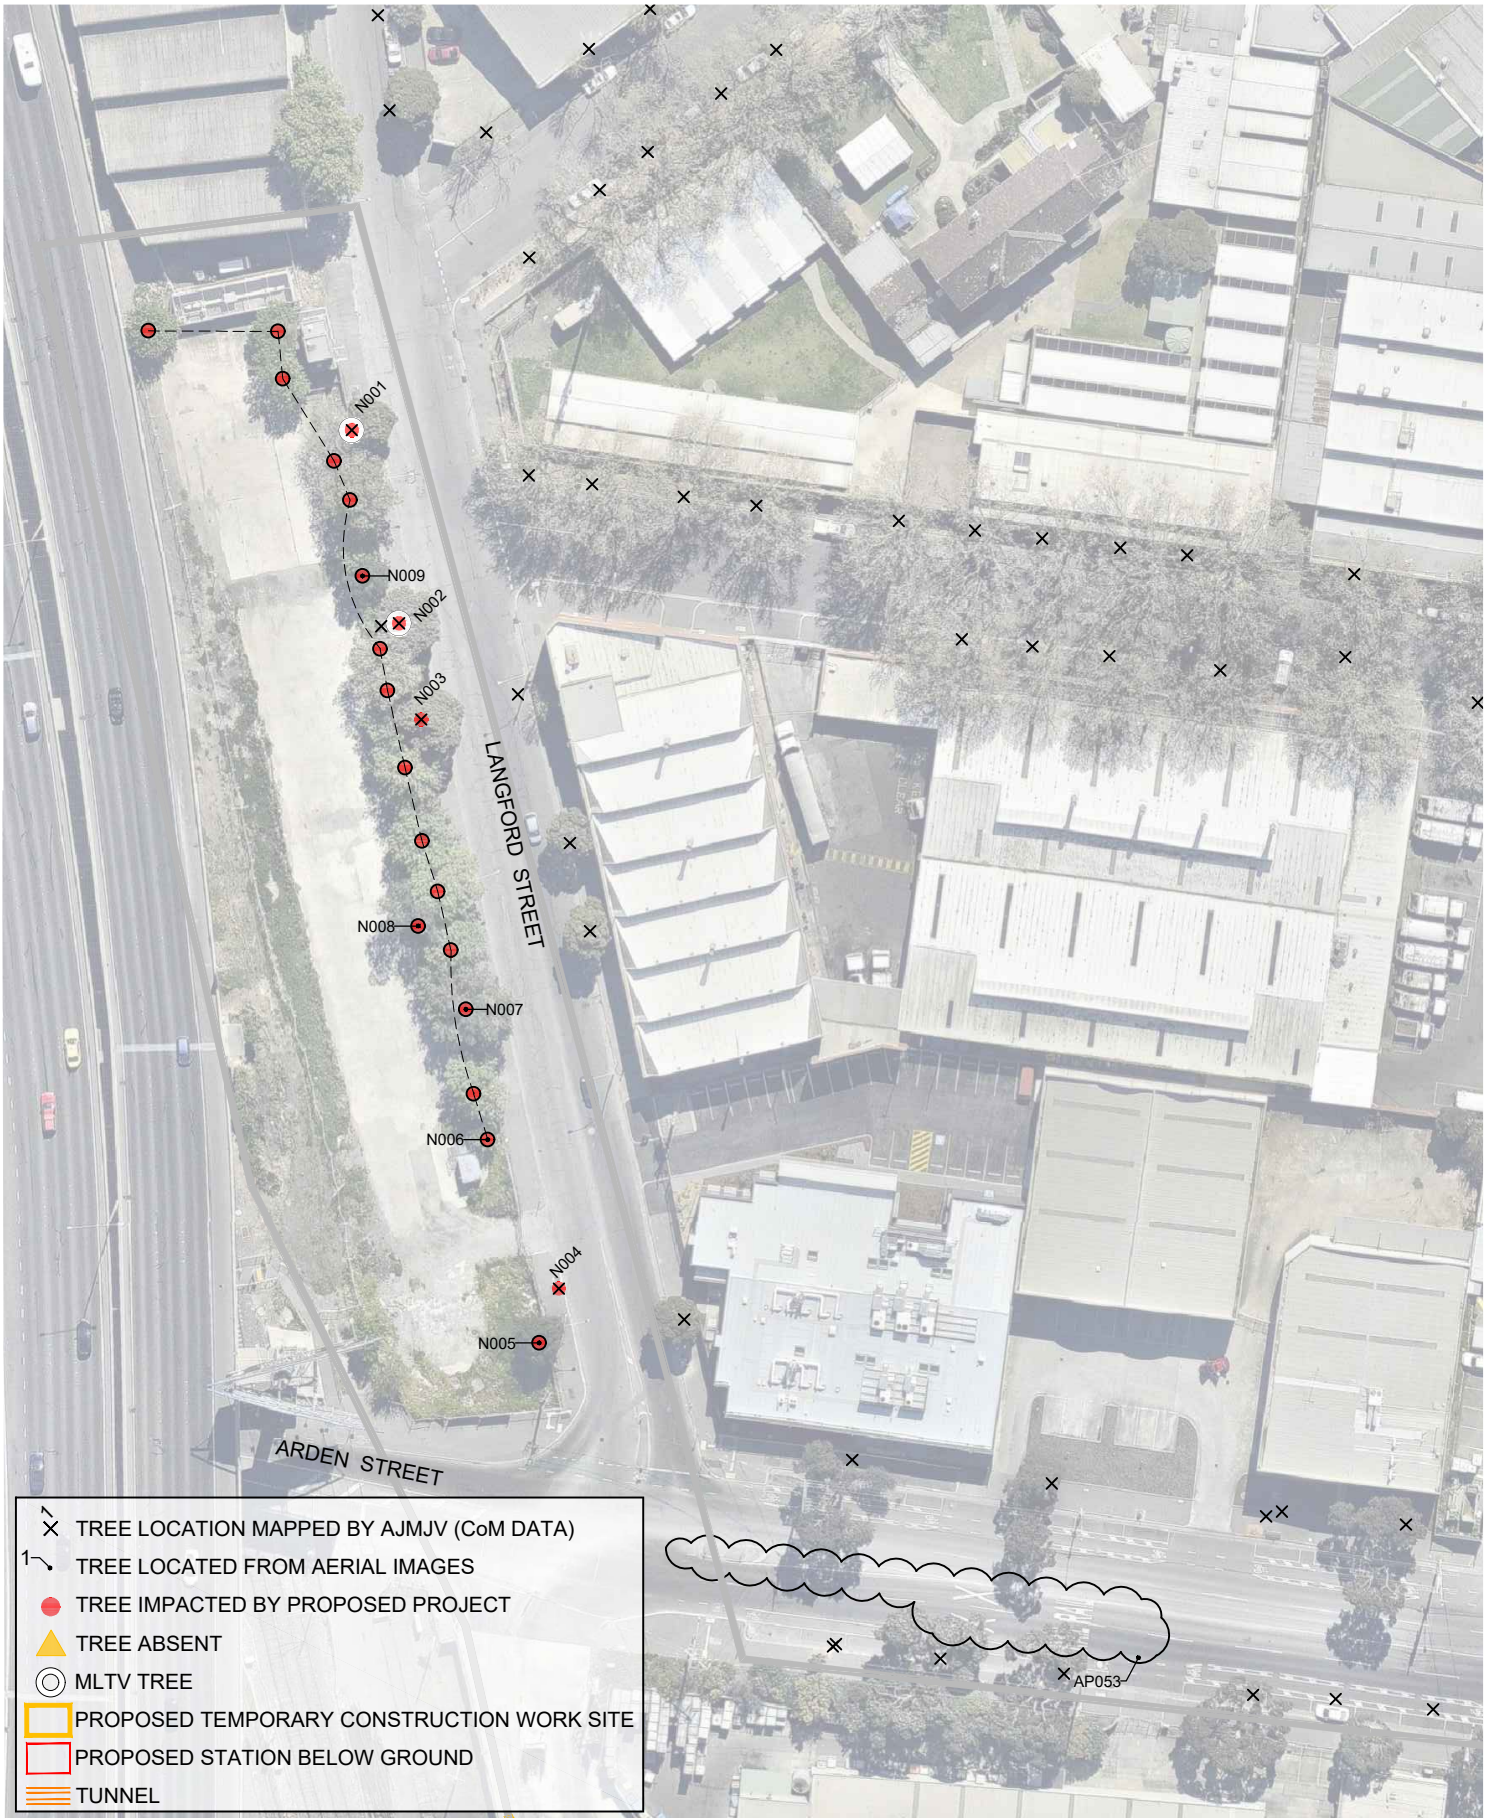 N001
N009
N002
N003
LANGFORD STREET
N008
N007
N006
N004
N005
ARDEN STREET
AP053
TREE LOCATION MAPPED BY AJMJV (CoM DATA)
1
TREE LOCATED FROM AERIAL IMAGES
TREE IMPACTED BY PROPOSED PROJECT
TREE ABSENT
MLTV TREE
PROPOSED TEMPORARY CONSTRUCTION WORK SITE
PROPOSED STATION BELOW GROUND
TUNNEL